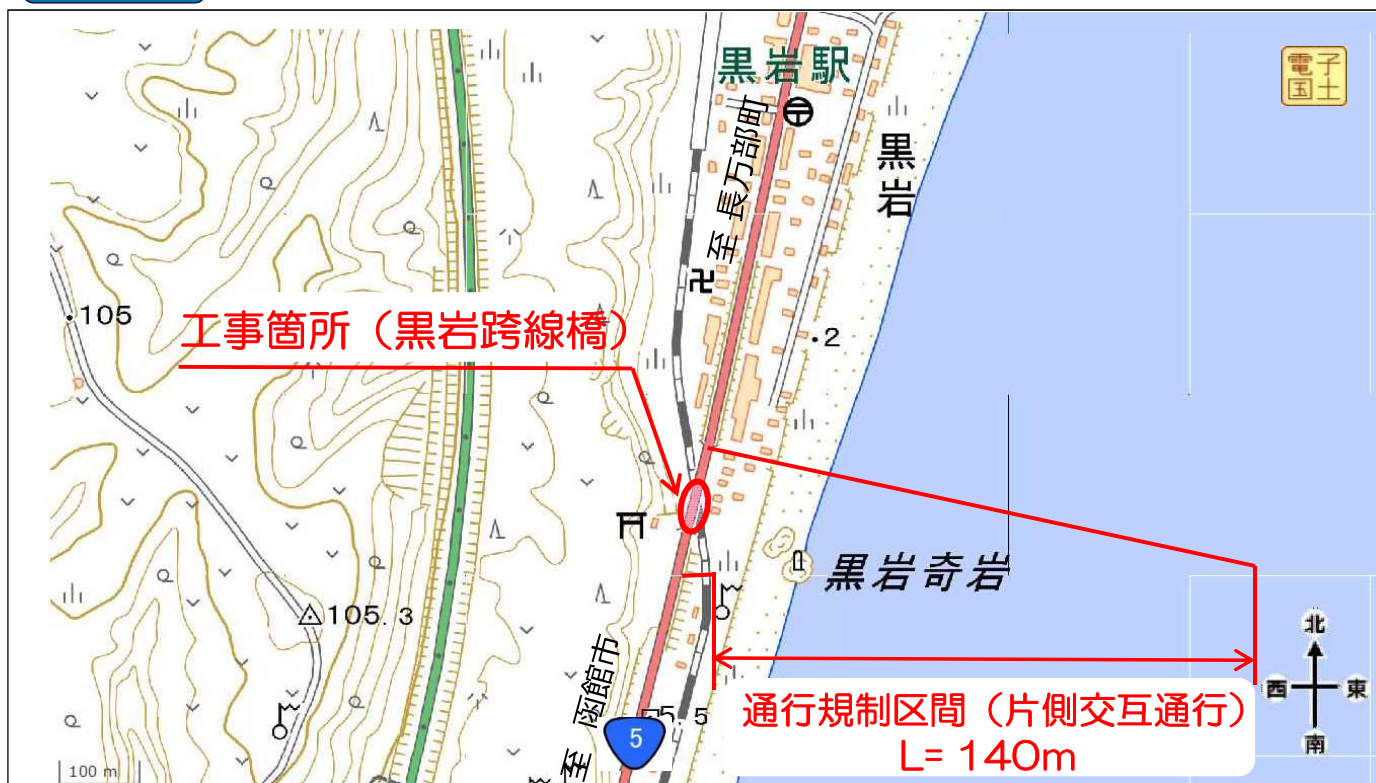 黒岩駅
電子
国土
至 長万部町
黒岩
105
工事箇所（黒岩跨線橋）
2
黒岩奇岩
105.3
至 函館市
5.5
5
通行規制区間（片側交互通行）
L= 140m
北
西
東
南
100 m